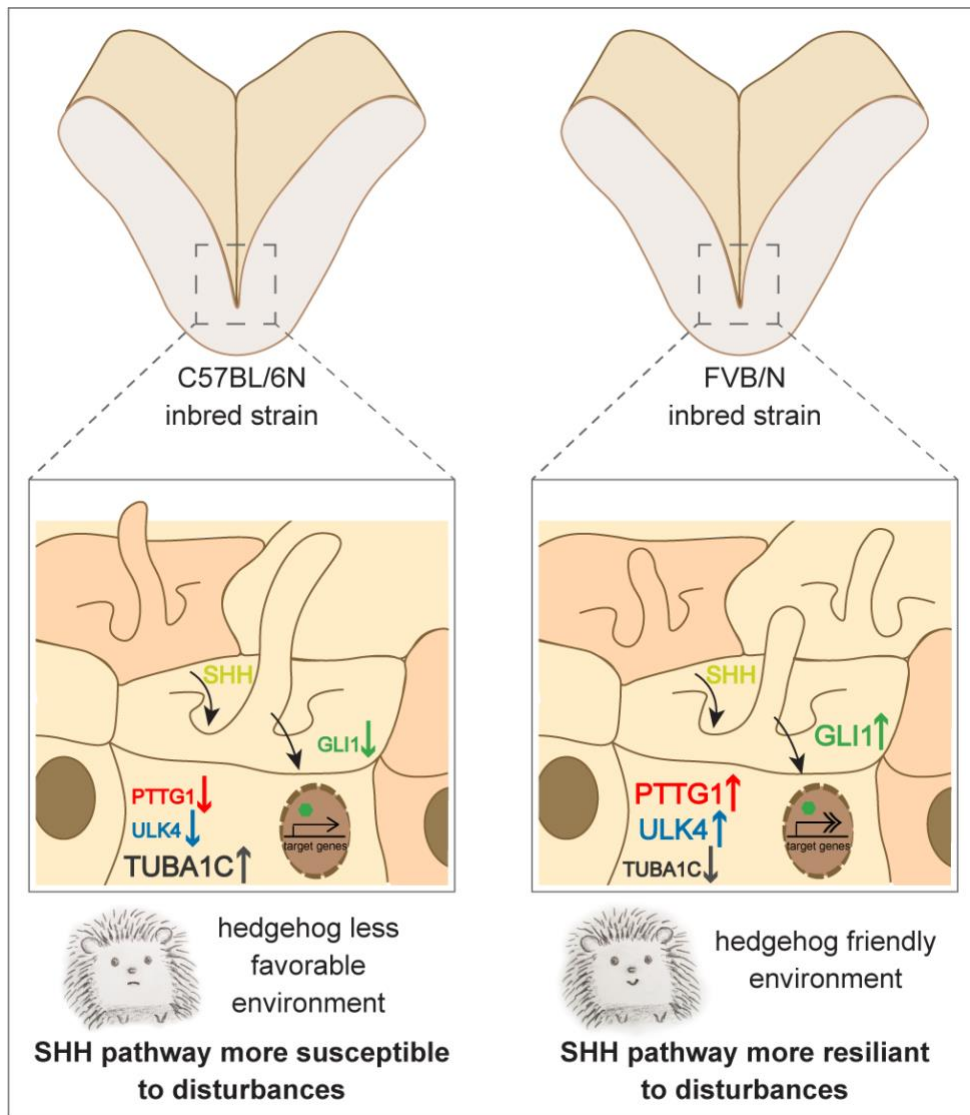 C57BL/6N
inbred strain
FVB/N
inbred strain
SHH
GLI1
PTTG1
ULK4
TUBA1C
target genes
SHH
GLI1
PTTG1
ULK4
TUBA1C
target genes
hedgehog less
favorable
environment
hedgehog friendly
environment
SHH pathway more susceptible
to disturbances
SHH pathway more resiliant
to disturbances